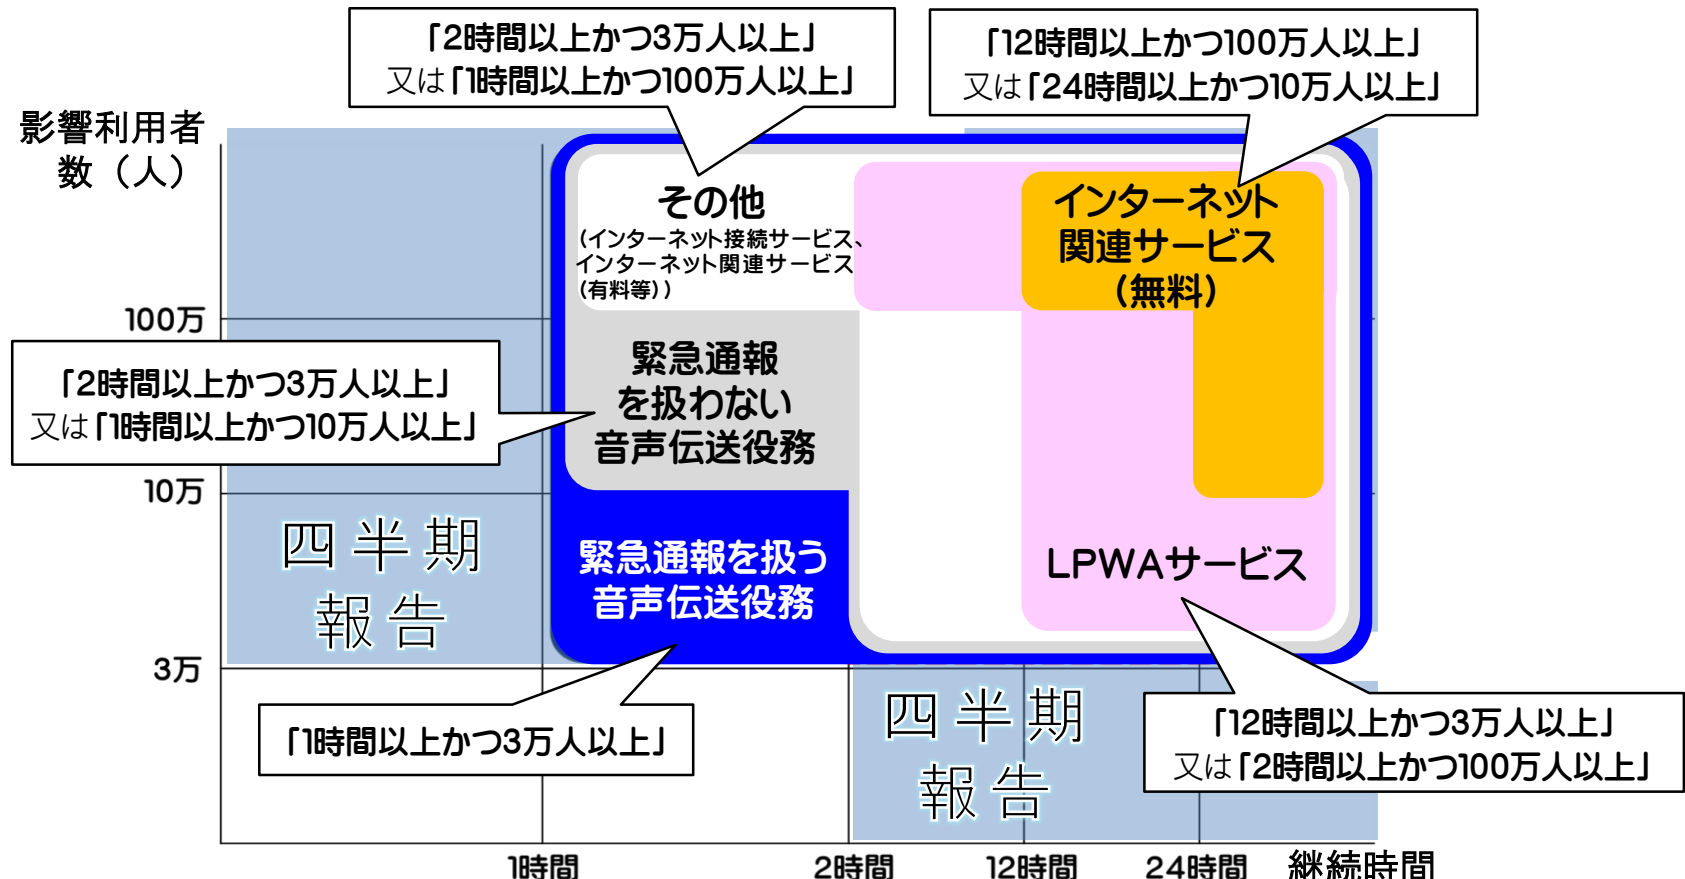 「2時間以上かつ3万人以上」
又は「1時間以上かつ100万人以上」
「12時間以上かつ100万人以上」
又は「24時間以上かつ10万人以上」
影響利用者
数（人）
その他
（インターネット接続サービス、
インターネット関連サービス
（有料等））
インターネット
関連サービス
（無料）
100万
「2時間以上かつ3万人以上」
又は「1時間以上かつ10万人以上」
緊急通報
を扱わない
音声伝送役務
10万
四半期
報告
緊急通報を扱う
音声伝送役務
LPWAサービス
3万
「1時間以上かつ3万人以上」
四半期
報告
「12時間以上かつ3万人以上」
又は「2時間以上かつ100万人以上」
1時間
2時間
12時間
24時間
継続時間